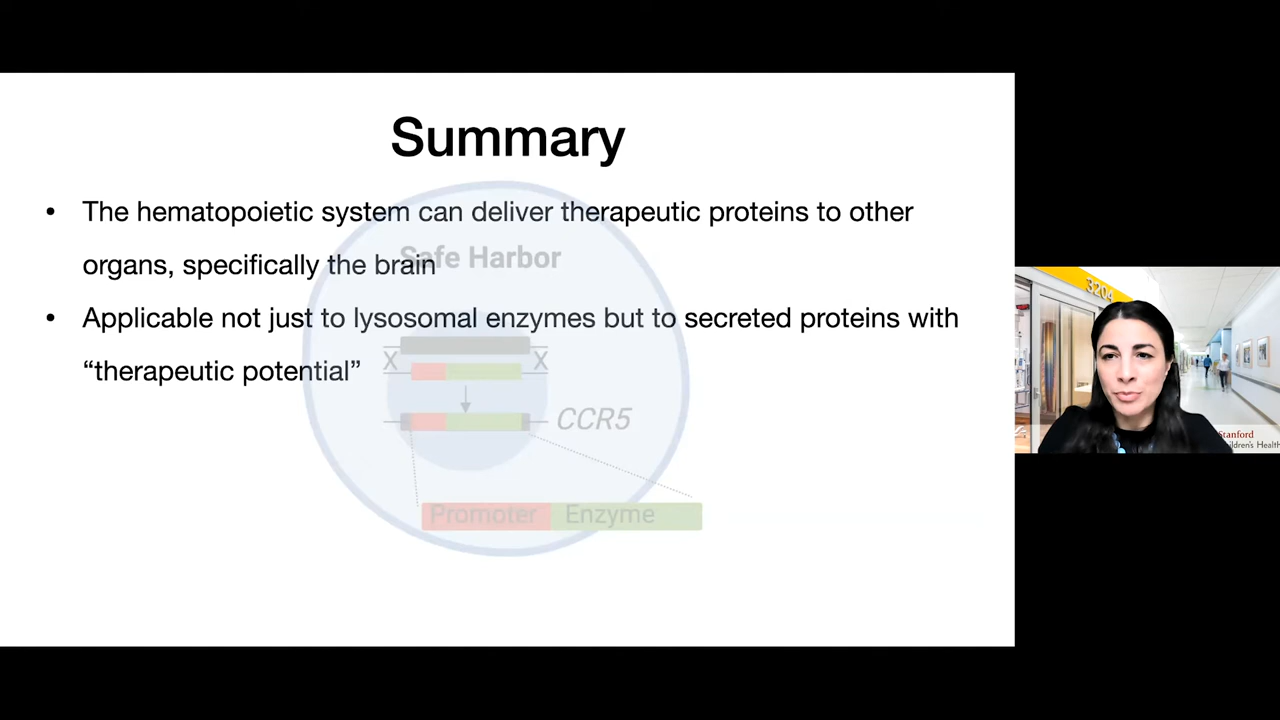 Summary
• The hematopoietic system can deliver therapeutic proteins to other
organs, specifically the brain
Safe Harbor
• Applicable not just to lysosomal enzymes but to secreted proteins with
“therapeutic potential”
X X
CCR5
Promoter Enzyme
3204
Stanford
Children's Health